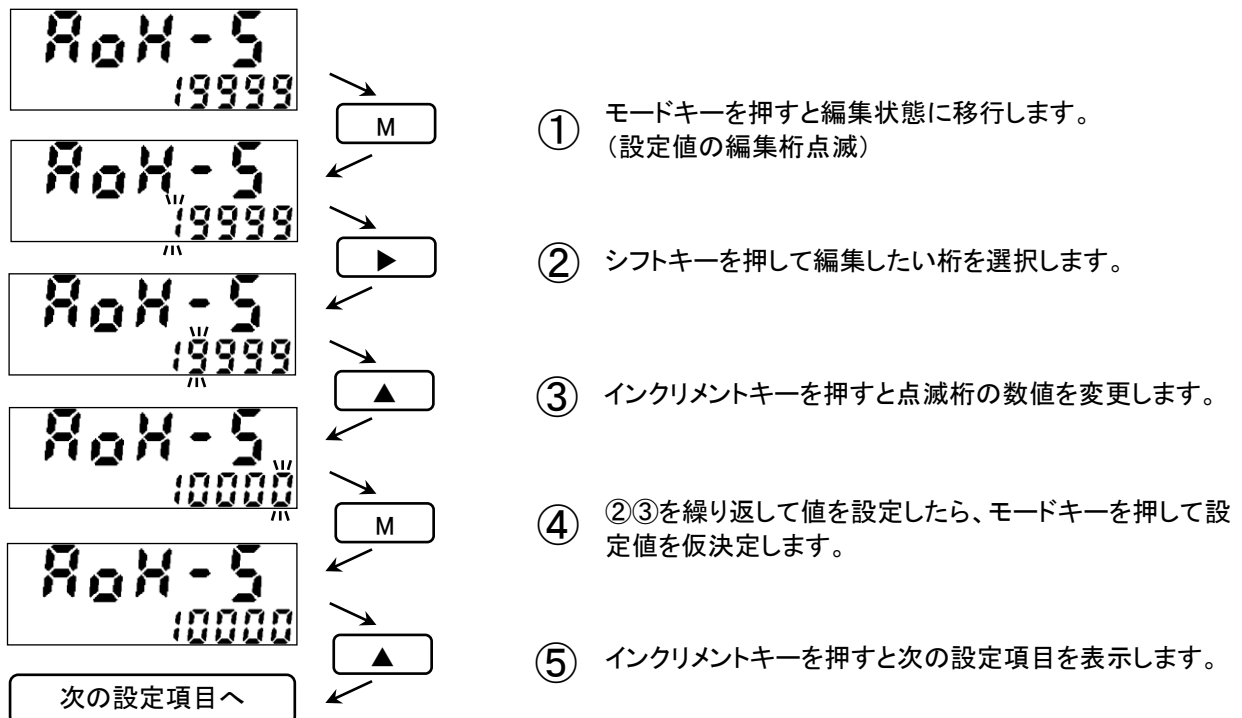 AoH-S
19999
M
① モードキーを押すと編集状態に移行します。
(設定値の編集桁点滅)
AoH-S
19999
▶
② シフトキーを押して編集したい桁を選択します。
AoH-S
19999
▲
③ インクリメントキーを押すと点滅桁の数値を変更します。
AoH-S
10000
M
④ ②③を繰り返して値を設定したら、モードキーを押して設
定値を仮決定します。
AoH-S
10000
▲
⑤ インクリメントキーを押すと次の設定項目を表示します。
次の設定項目へ